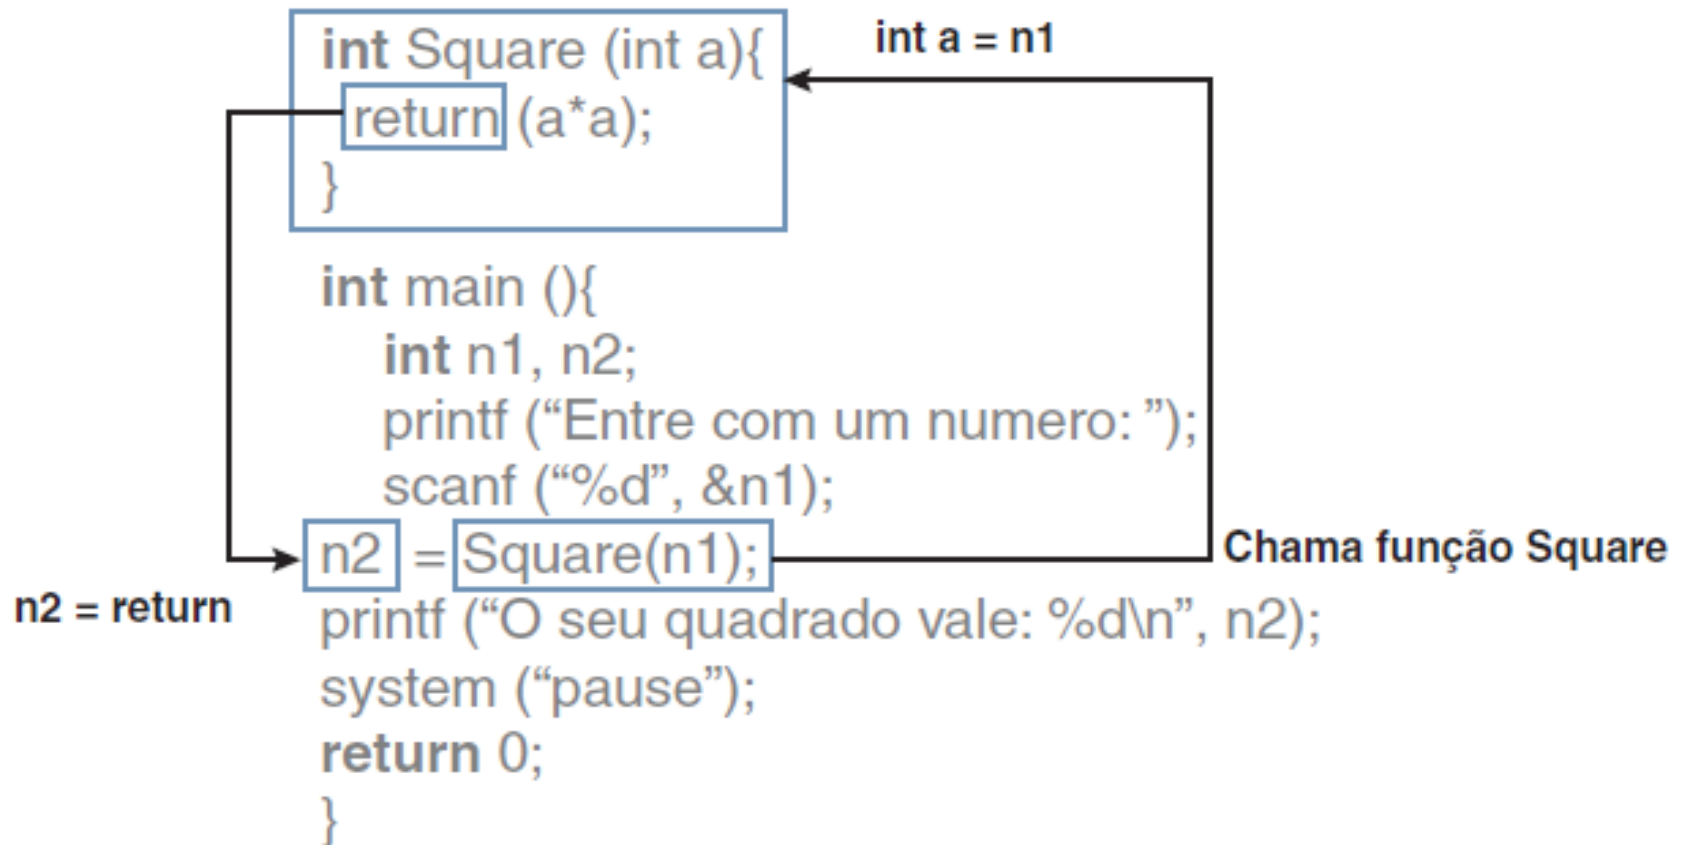 int Square (int a){
int a = n1
return (a*a);
}
int main (){
int n1, n2;
printf (“Entre com um numero: ”);
scanf (“%d”, &n1);
n2 = Square(n1);
Chama função Square
n2 = return
printf (“O seu quadrado vale: %d\n”, n2);
system (“pause”);
return 0;
}